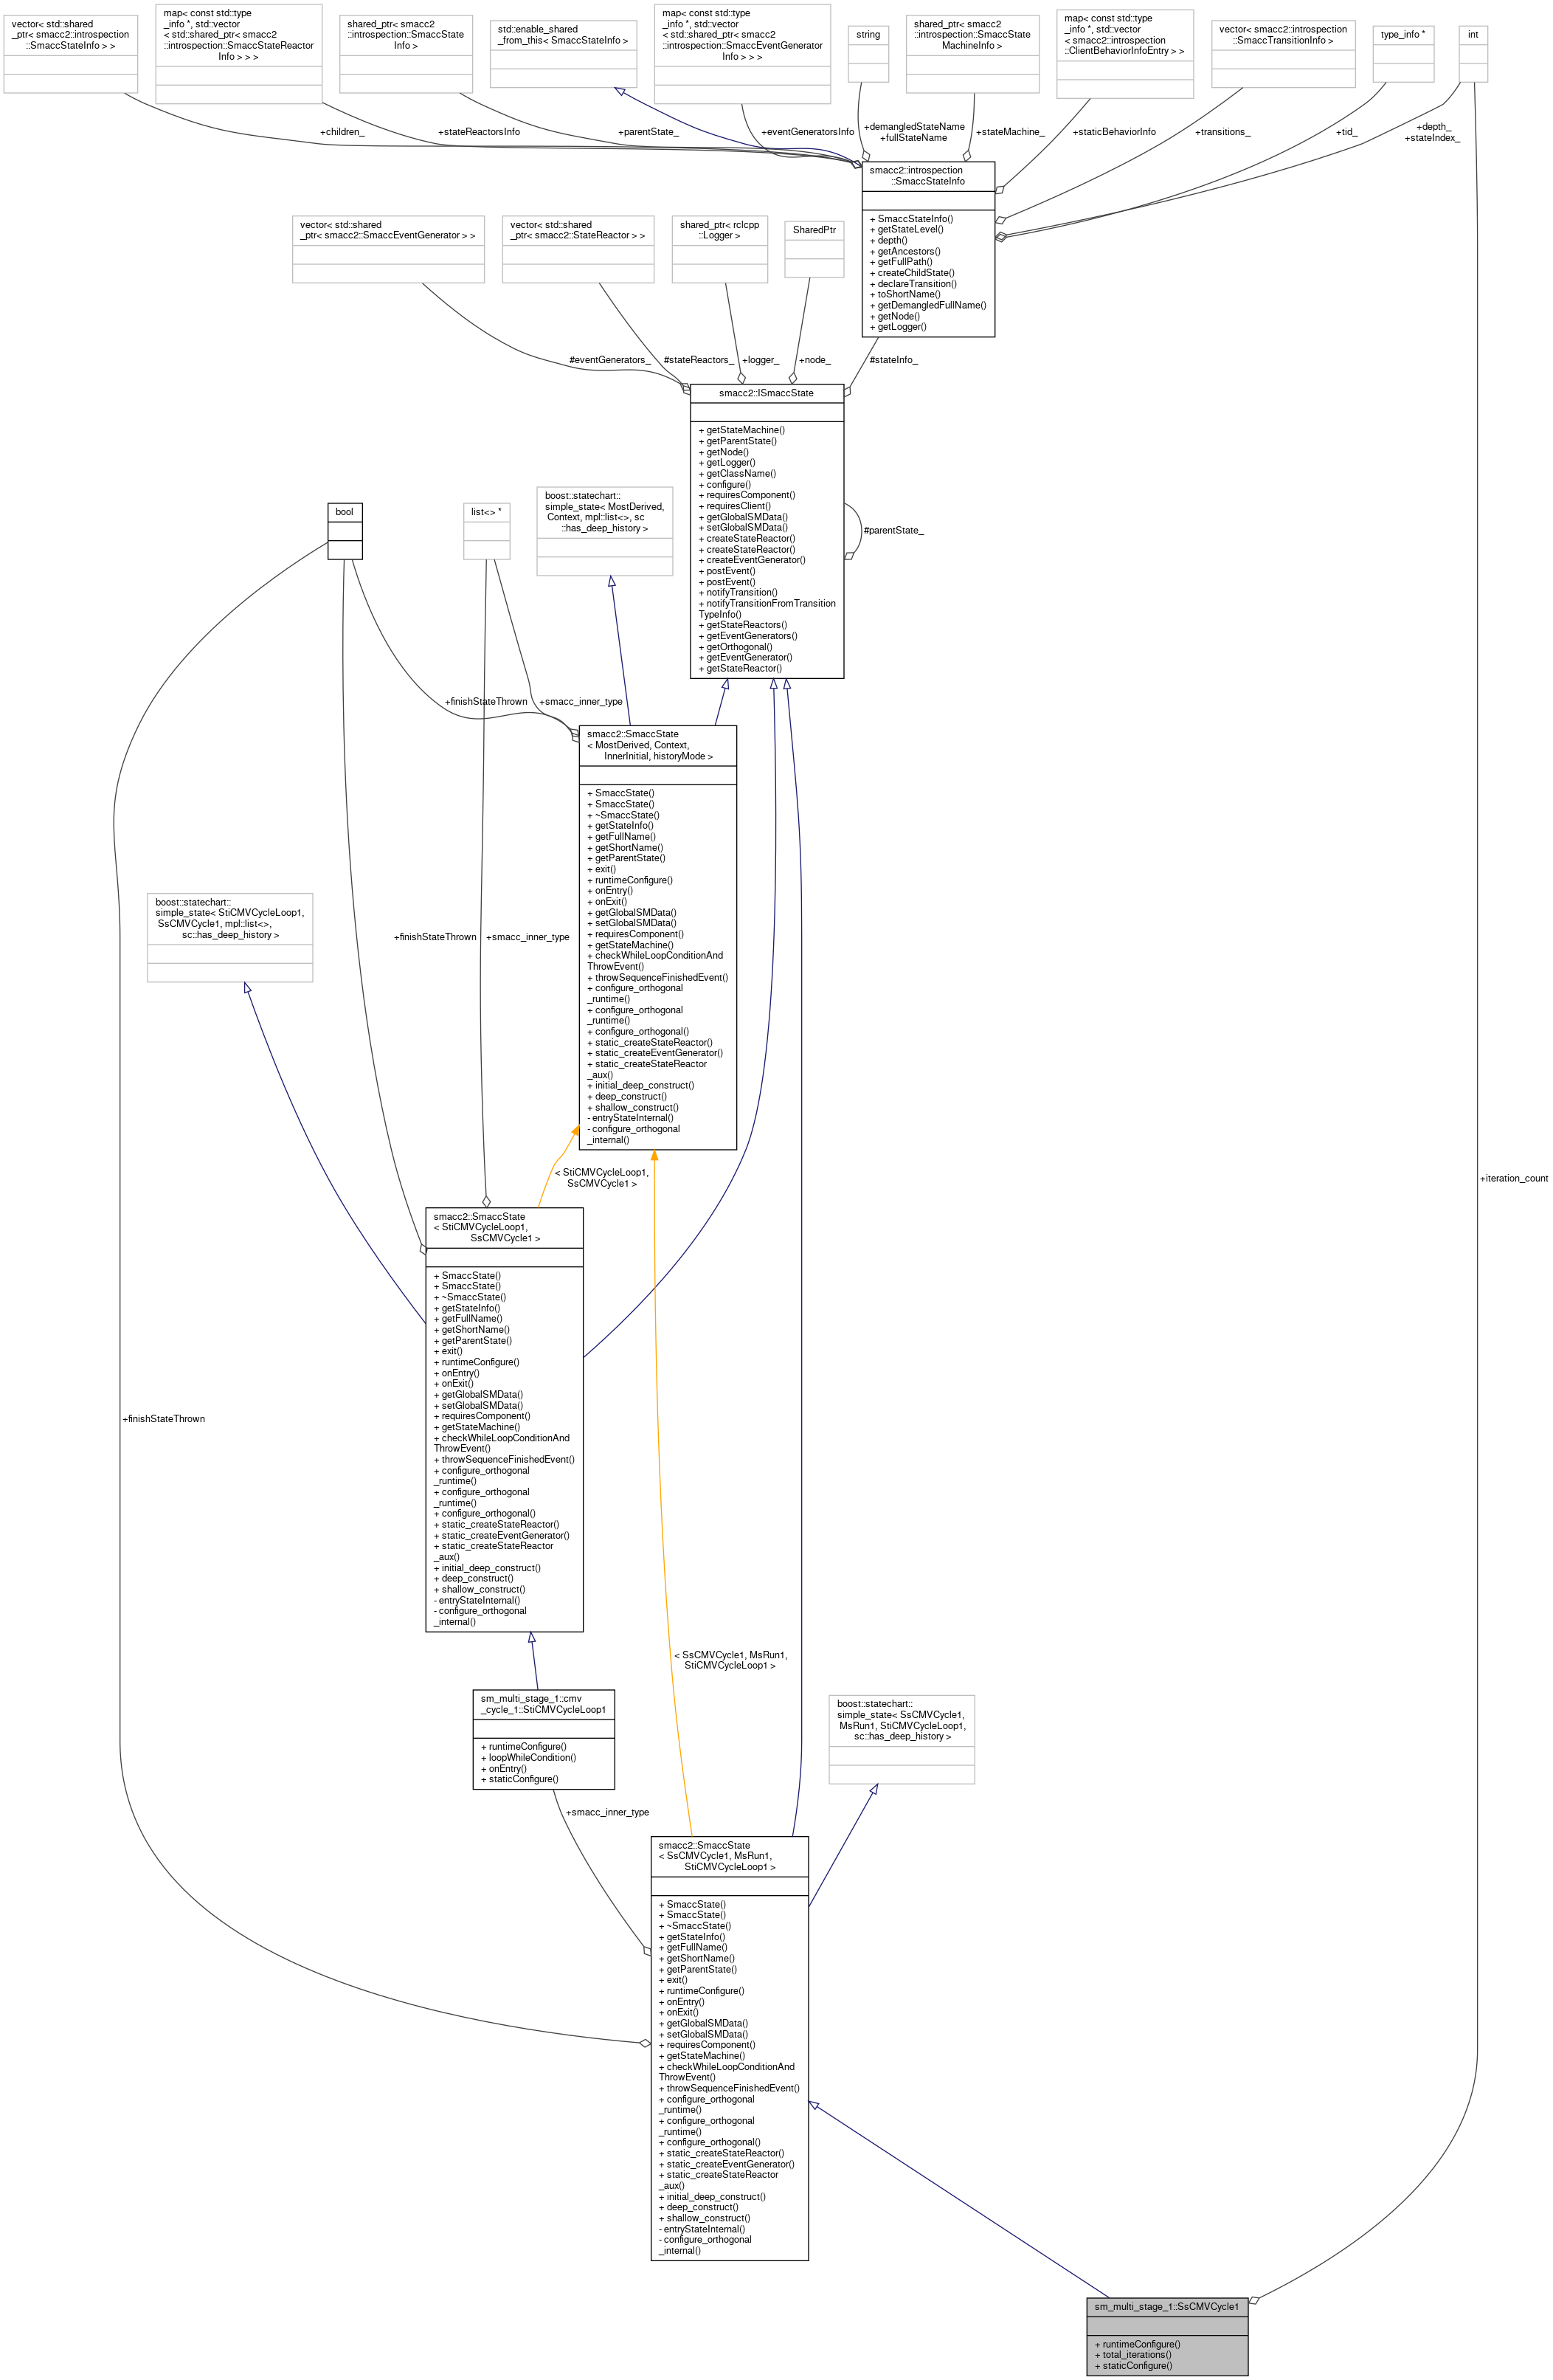 vector< std::shared
_ptr< smacc2::introspection
::SmaccStateInfo > >
map< const std::type
_info *, std::vector
< std::shared_ptr< smacc2
::introspection::SmaccStateReactor
Info > > >
shared_ptr< smacc2
::introspection::SmaccState
Info >
std::enable_shared
_from_this< SmaccStateInfo >
map< const std::type
_info *, std::vector
< std::shared_ptr< smacc2
::introspection::SmaccEventGenerator
Info > > >
string
shared_ptr< smacc2
::introspection::SmaccState
MachineInfo >
map< const std::type
_info *, std::vector
< smacc2::introspection
::ClientBehaviorInfoEntry > >
vector< smacc2::introspection
::SmaccTransitionInfo >
type_info *
int
+children_
+stateReactorsInfo
+parentState_
+eventGeneratorsInfo
+demangledStateName
+fullStateName
+stateMachine_
+staticBehaviorInfo
+transitions_
+tid_
+depth_
+stateIndex_
smacc2::introspection
::SmaccStateInfo
+ SmaccStateInfo()
+ getStateLevel()
+ depth()
+ getAncestors()
+ getFullPath()
+ createChildState()
+ declareTransition()
+ toShortName()
+ getDemangledFullName()
+ getNode()
+ getLogger()
vector< std::shared
_ptr< smacc2::SmaccEventGenerator > >
vector< std::shared
_ptr< smacc2::StateReactor > >
shared_ptr< rclcpp
::Logger >
SharedPtr
#eventGenerators_
#stateReactors_
+logger_
+node_
#stateInfo_
smacc2::ISmaccState
+ getStateMachine()
+ getParentState()
+ getNode()
+ getLogger()
+ getClassName()
+ configure()
+ requiresComponent()
+ requiresClient()
+ getGlobalSMData()
+ setGlobalSMData()
+ createStateReactor()
+ createStateReactor()
+ createEventGenerator()
+ postEvent()
+ postEvent()
+ notifyTransition()
+ notifyTransitionFromTransition
TypeInfo()
+ getStateReactors()
+ getEventGenerators()
+ getOrthogonal()
+ getEventGenerator()
+ getStateReactor()
#parentState_
bool
list<> *
boost::statechart::
simple_state< MostDerived,
Context, mpl::list<>, sc
::has_deep_history >
+finishStateThrown
+smacc_inner_type
smacc2::SmaccState
< MostDerived, Context,
InnerInitial, historyMode >
+ SmaccState()
+ SmaccState()
+ ~SmaccState()
+ getStateInfo()
+ getFullName()
+ getShortName()
+ getParentState()
+ exit()
+ runtimeConfigure()
+ onEntry()
+ onExit()
+ getGlobalSMData()
+ setGlobalSMData()
+ requiresComponent()
+ getStateMachine()
+ checkWhileLoopConditionAnd
ThrowEvent()
+ throwSequenceFinishedEvent()
+ configure_orthogonal
_runtime()
+ configure_orthogonal
_runtime()
+ configure_orthogonal()
+ static_createStateReactor()
+ static_createEventGenerator()
+ static_createStateReactor
_aux()
+ initial_deep_construct()
+ deep_construct()
+ shallow_construct()
- entryStateInternal()
- configure_orthogonal
_internal()
boost::statechart::
simple_state< StiCMVCycleLoop1,
SsCMVCycle1, mpl::list<>,
sc::has_deep_history >
+finishStateThrown
+smacc_inner_type
< StiCMVCycleLoop1,
SsCMVCycle1 >
+iteration_count
smacc2::SmaccState
< StiCMVCycleLoop1,
SsCMVCycle1 >
+ SmaccState()
+ SmaccState()
+ ~SmaccState()
+ getStateInfo()
+ getFullName()
+ getShortName()
+ getParentState()
+ exit()
+ runtimeConfigure()
+ onEntry()
+ onExit()
+ getGlobalSMData()
+ setGlobalSMData()
+ requiresComponent()
+ getStateMachine()
+ checkWhileLoopConditionAnd
ThrowEvent()
+ throwSequenceFinishedEvent()
+ configure_orthogonal
_runtime()
+ configure_orthogonal
_runtime()
+ configure_orthogonal()
+ static_createStateReactor()
+ static_createEventGenerator()
+ static_createStateReactor
_aux()
+ initial_deep_construct()
+ deep_construct()
+ shallow_construct()
- entryStateInternal()
- configure_orthogonal
_internal()
+finishStateThrown
< SsCMVCycle1, MsRun1,
StiCMVCycleLoop1 >
sm_multi_stage_1::cmv
_cycle_1::StiCMVCycleLoop1
+ runtimeConfigure()
+ loopWhileCondition()
+ onEntry()
+ staticConfigure()
boost::statechart::
simple_state< SsCMVCycle1,
MsRun1, StiCMVCycleLoop1,
sc::has_deep_history >
+smacc_inner_type
smacc2::SmaccState
< SsCMVCycle1, MsRun1,
StiCMVCycleLoop1 >
+ SmaccState()
+ SmaccState()
+ ~SmaccState()
+ getStateInfo()
+ getFullName()
+ getShortName()
+ getParentState()
+ exit()
+ runtimeConfigure()
+ onEntry()
+ onExit()
+ getGlobalSMData()
+ setGlobalSMData()
+ requiresComponent()
+ getStateMachine()
+ checkWhileLoopConditionAnd
ThrowEvent()
+ throwSequenceFinishedEvent()
+ configure_orthogonal
_runtime()
+ configure_orthogonal
_runtime()
+ configure_orthogonal()
+ static_createStateReactor()
+ static_createEventGenerator()
+ static_createStateReactor
_aux()
+ initial_deep_construct()
+ deep_construct()
+ shallow_construct()
- entryStateInternal()
- configure_orthogonal
_internal()
sm_multi_stage_1::SsCMVCycle1
+ runtimeConfigure()
+ total_iterations()
+ staticConfigure()